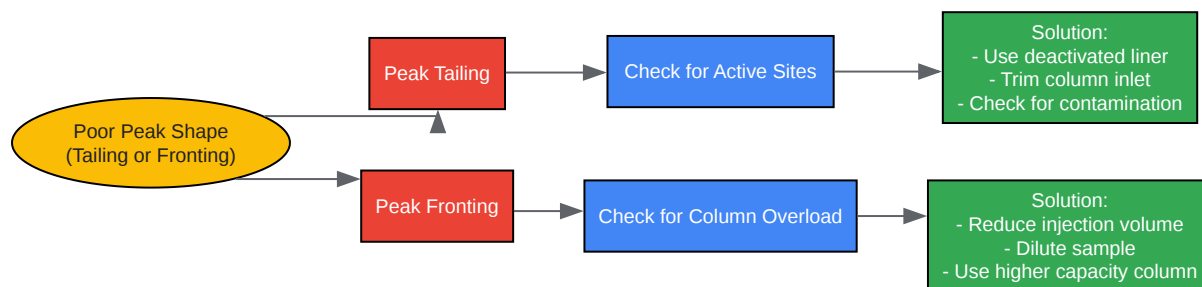 Poor Peak Shape
(Tailing or Fronting)
Peak Tailing
Check for Active Sites
Solution:
- Use deactivated liner
- Trim column inlet
- Check for contamination
Peak Fronting
Check for Column Overload
Solution:
- Reduce injection volume
- Dilute sample
- Use higher capacity column